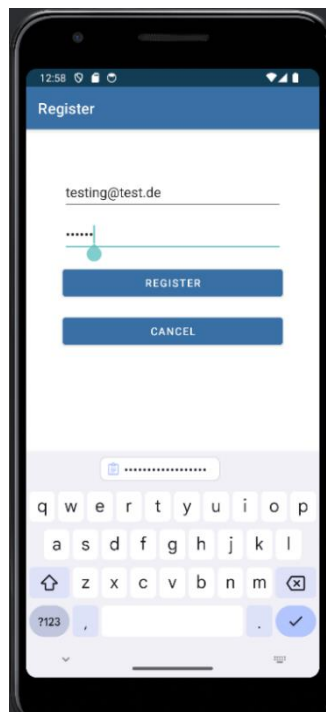 12:58
Register
testing@test.de
••••••
REGISTER
CANCEL
••••••••••••••••••
q w e r t y u i o p
a s d f g h j k l
z x c v b n m
?123 , .